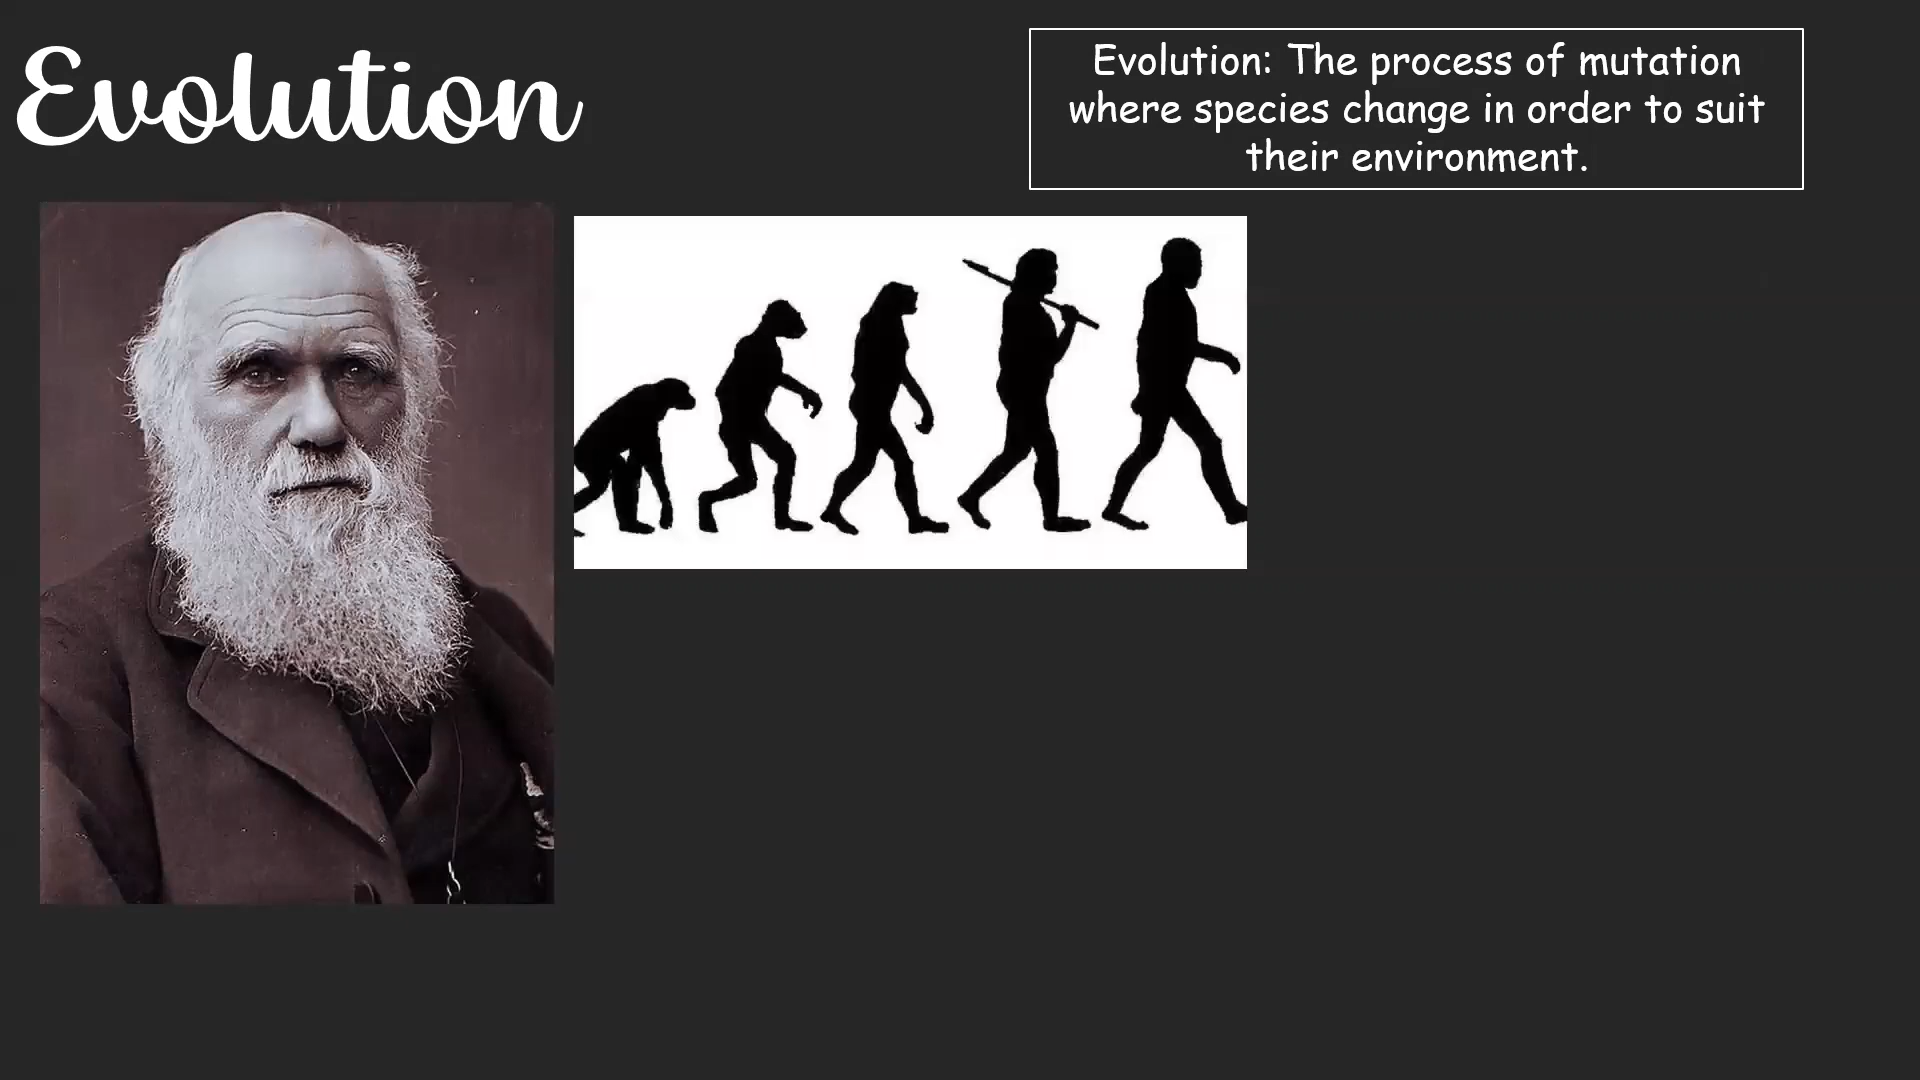 Evolution
Evolution: The process of mutation
where species change in order to suit
their environment.